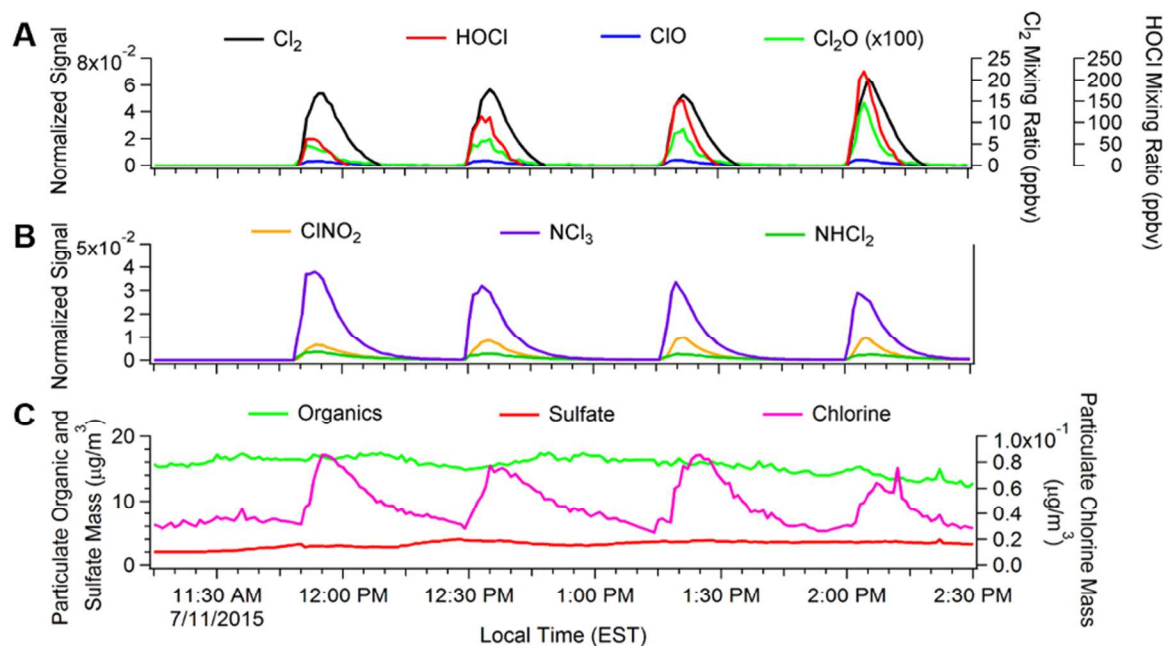 A
Cl₂ HOCl ClO Cl₂O (x100)
Normalized Signal
8x10⁻²
6
4
2
0
25
20
15
10
5
0
Cl₂ Mixing Ratio (ppbv)
250
200
150
100
50
0
HOCl Mixing Ratio (ppbv)
B
ClNO₂ NCl₃ NHCl₂
Normalized Signal
5x10⁻²
4
3
2
1
0
C
Organics Sulfate Chlorine
Particulate Organic and
Sulfate Mass (µg/m³)
20
10
0
1.0x10⁻¹
0.8
0.6
0.4
0.2
0.0
Particulate Chlorine Mass
(µg/m³)
11:30 AM 12:00 PM 12:30 PM 1:00 PM 1:30 PM 2:00 PM 2:30 PM
7/11/2015
Local Time (EST)